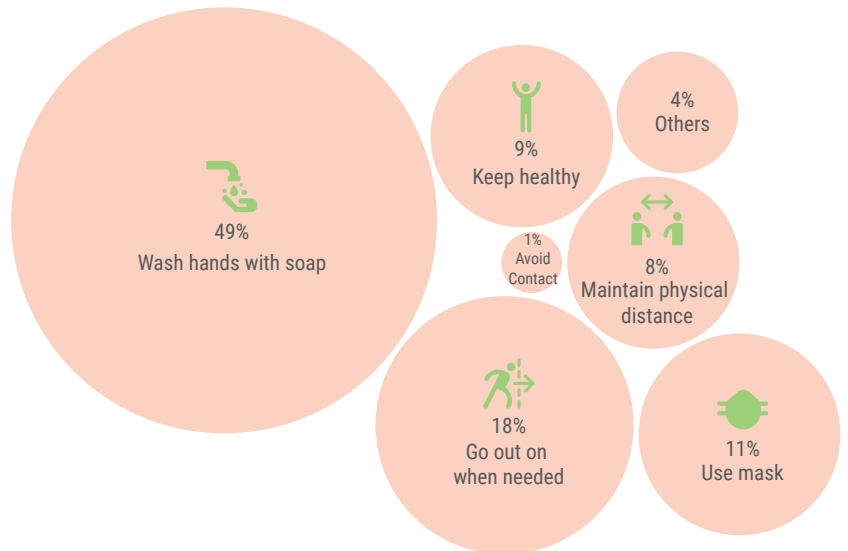 49%
Wash hands with soap
9%
Keep healthy
4%
Others
1%
Avoid
Contact
8%
Maintain physical
distance
18%
Go out on
when needed
11%
Use mask